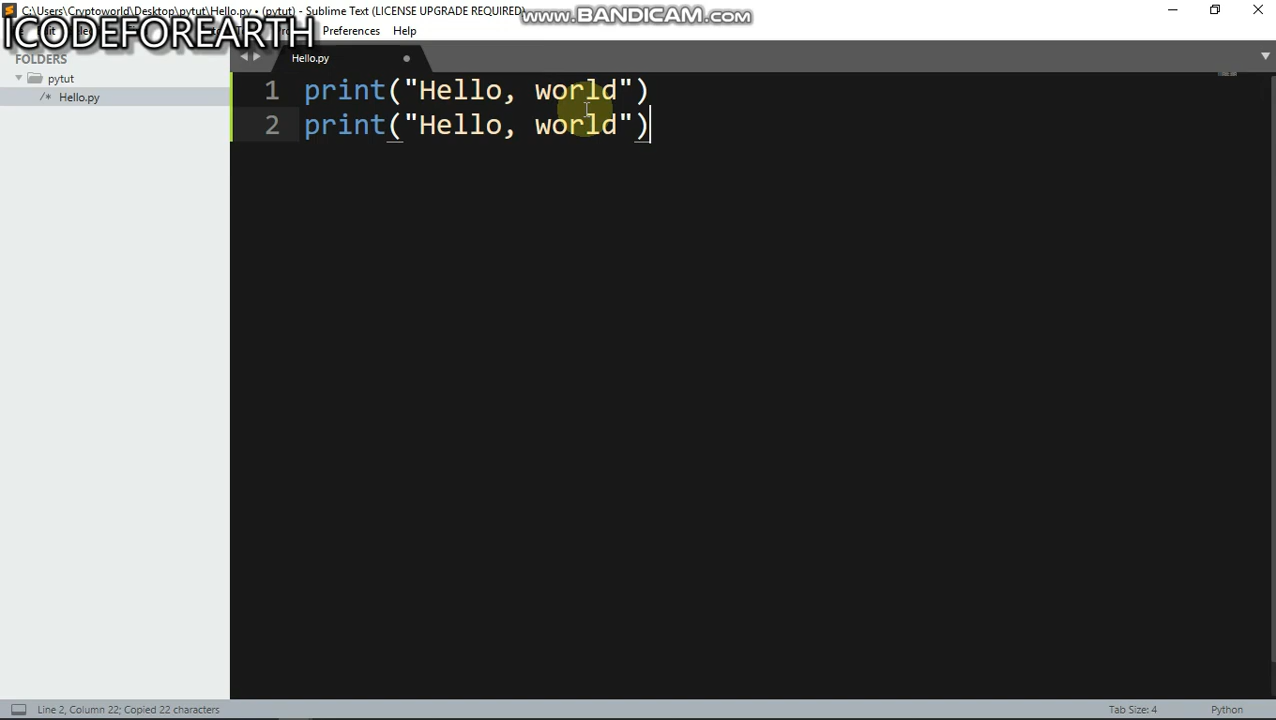 C:\Users\Cryptoworld\Desktop\pytut\Hello.py • (pytut) - Sublime Text (LICENSE UPGRADE REQUIRED)
www.BANDICAM.com
ICODEFOREARTH
Preferences
Help
FOLDERS
pytut
/* Hello.py
Hello.py
1 print("Hello, world")
2 print("Hello, world")
Line 2, Column 22; Copied 22 characters
Tab Size: 4
Python